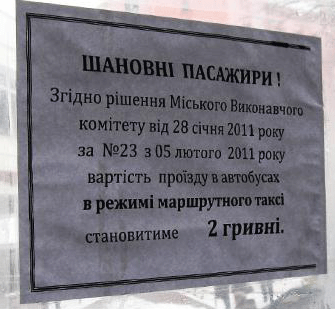 ШАНОВНІ ПАСАЖИРИ !
Згідно рішення Міського Виконавчого
комітету від 28 січня 2011 року
за №23 з 05 лютого 2011 року
вартість проїзду в автобусах
в режимі маршрутного таксі
становитиме 2 гривні.